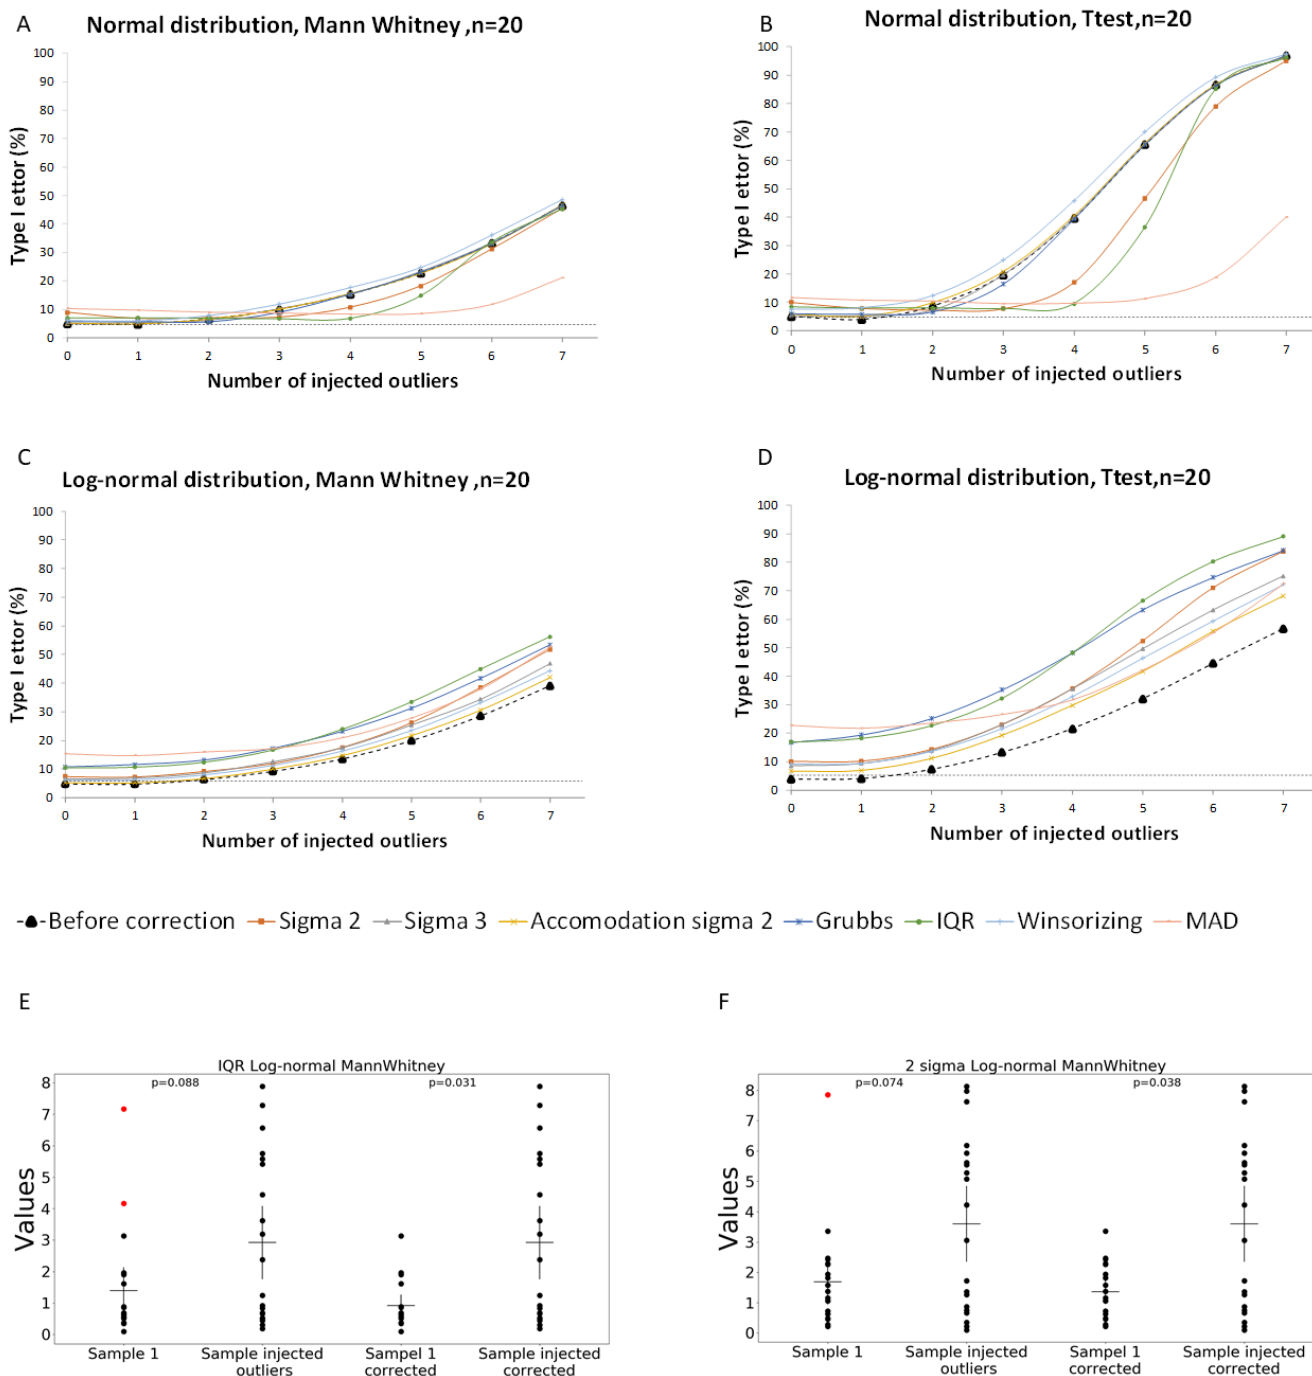 A
Normal distribution, Mann Whitney ,n=20
Type I ettor (%)
100
90
80
70
60
50
40
30
20
10
0
0 1 2 3 4 5 6 7
Number of injected outliers
B
Normal distribution, Ttest,n=20
Type I ettor (%)
100
90
80
70
60
50
40
30
20
10
0
0 1 2 3 4 5 6 7
Number of injected outliers
C
Log-normal distribution, Mann Whitney ,n=20
Type I ettor (%)
100
90
80
70
60
50
40
30
20
10
0
0 1 2 3 4 5 6 7
Number of injected outliers
D
Log-normal distribution, Ttest,n=20
Type I ettor (%)
100
90
80
70
60
50
40
30
20
10
0
0 1 2 3 4 5 6 7
Number of injected outliers
Before correction Sigma 2 Sigma 3 Accomodation sigma 2 Grubbs IQR Winsorizing MAD
E
IQR Log-normal MannWhitney
p=0.088 p=0.031
Values
8
7
6
5
4
3
2
1
0
Sample 1 Sample injected Sampel 1 Sample injected
outliers corrected corrected
F
2 sigma Log-normal MannWhitney
p=0.074 p=0.038
Values
8
7
6
5
4
3
2
1
0
Sample 1 Sample injected Sampel 1 Sample injected
outliers corrected corrected